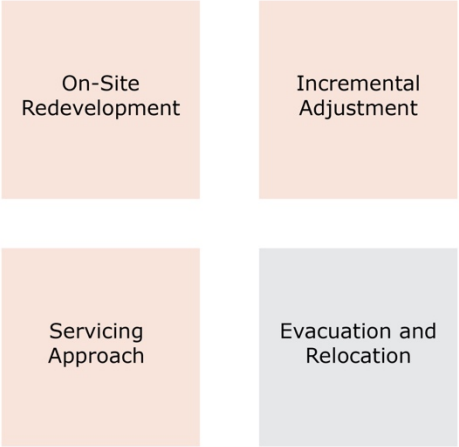 On-Site
Redevelopment
Incremental
Adjustment
Servicing
Approach
Evacuation and
Relocation